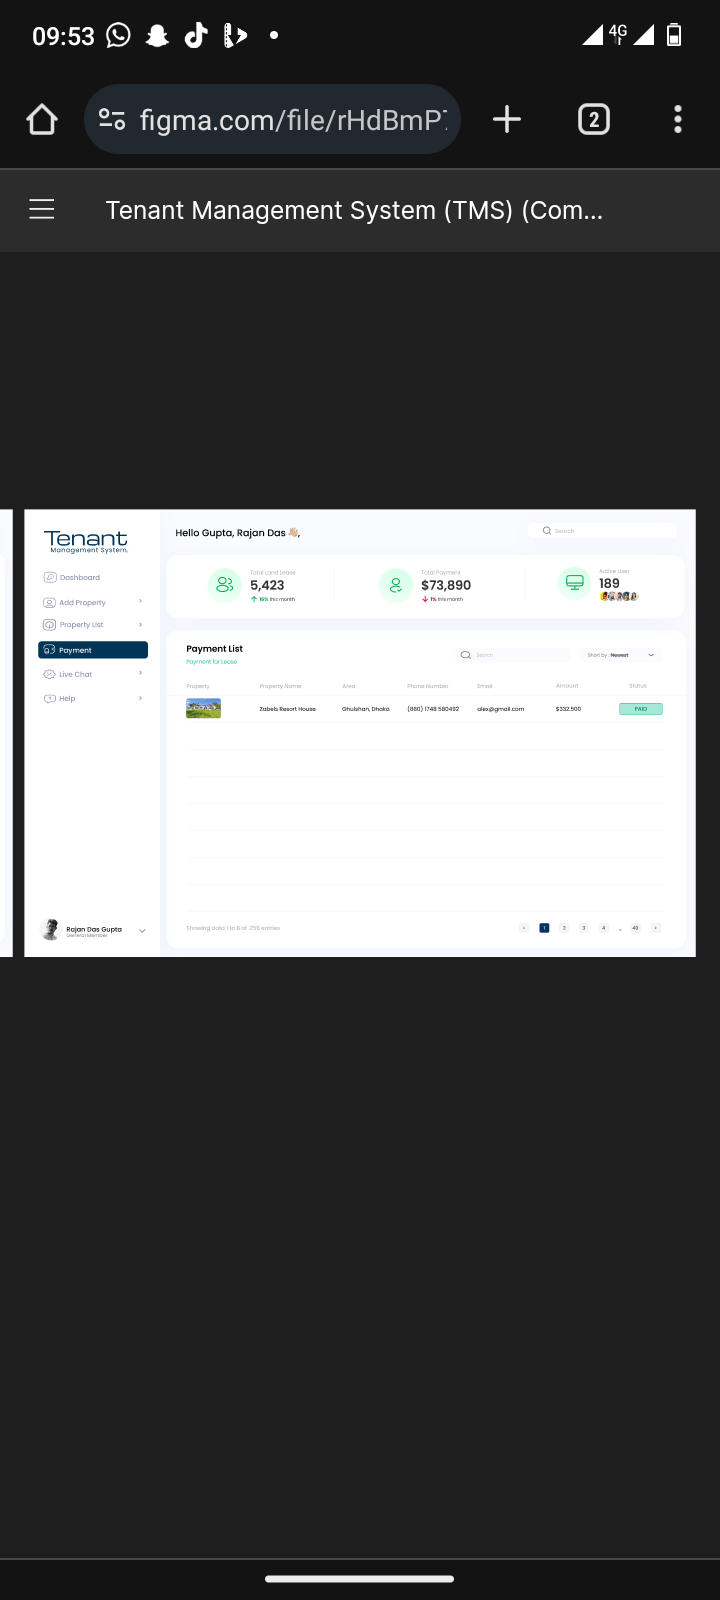 09:53
4G
figma.com/file/rHdBmP
2
Tenant Management System (TMS) (Com...
Tenant
Management System.
Hello Gupta, Rajan Das 👋🏼,
Search
Dashboard
Add Property
Property List
Payment
Live Chat
Help
Total Land Lease
5,423
16% this month
Total Payment
$73,890
1% this month
Active User
189
Payment List
Payment for Lease
Search
Short by : Newest
Property Property Name Area Phone Number Email Amount Status
Zabels Resort House Ghulshan, Dhaka (880) 1748 580492 alex@gmail.com $332.500 PAID
Showing data 1 to 8 of 256 entries
< 1 2 3 4 ... 40 >
Rajan Das Gupta
General Member